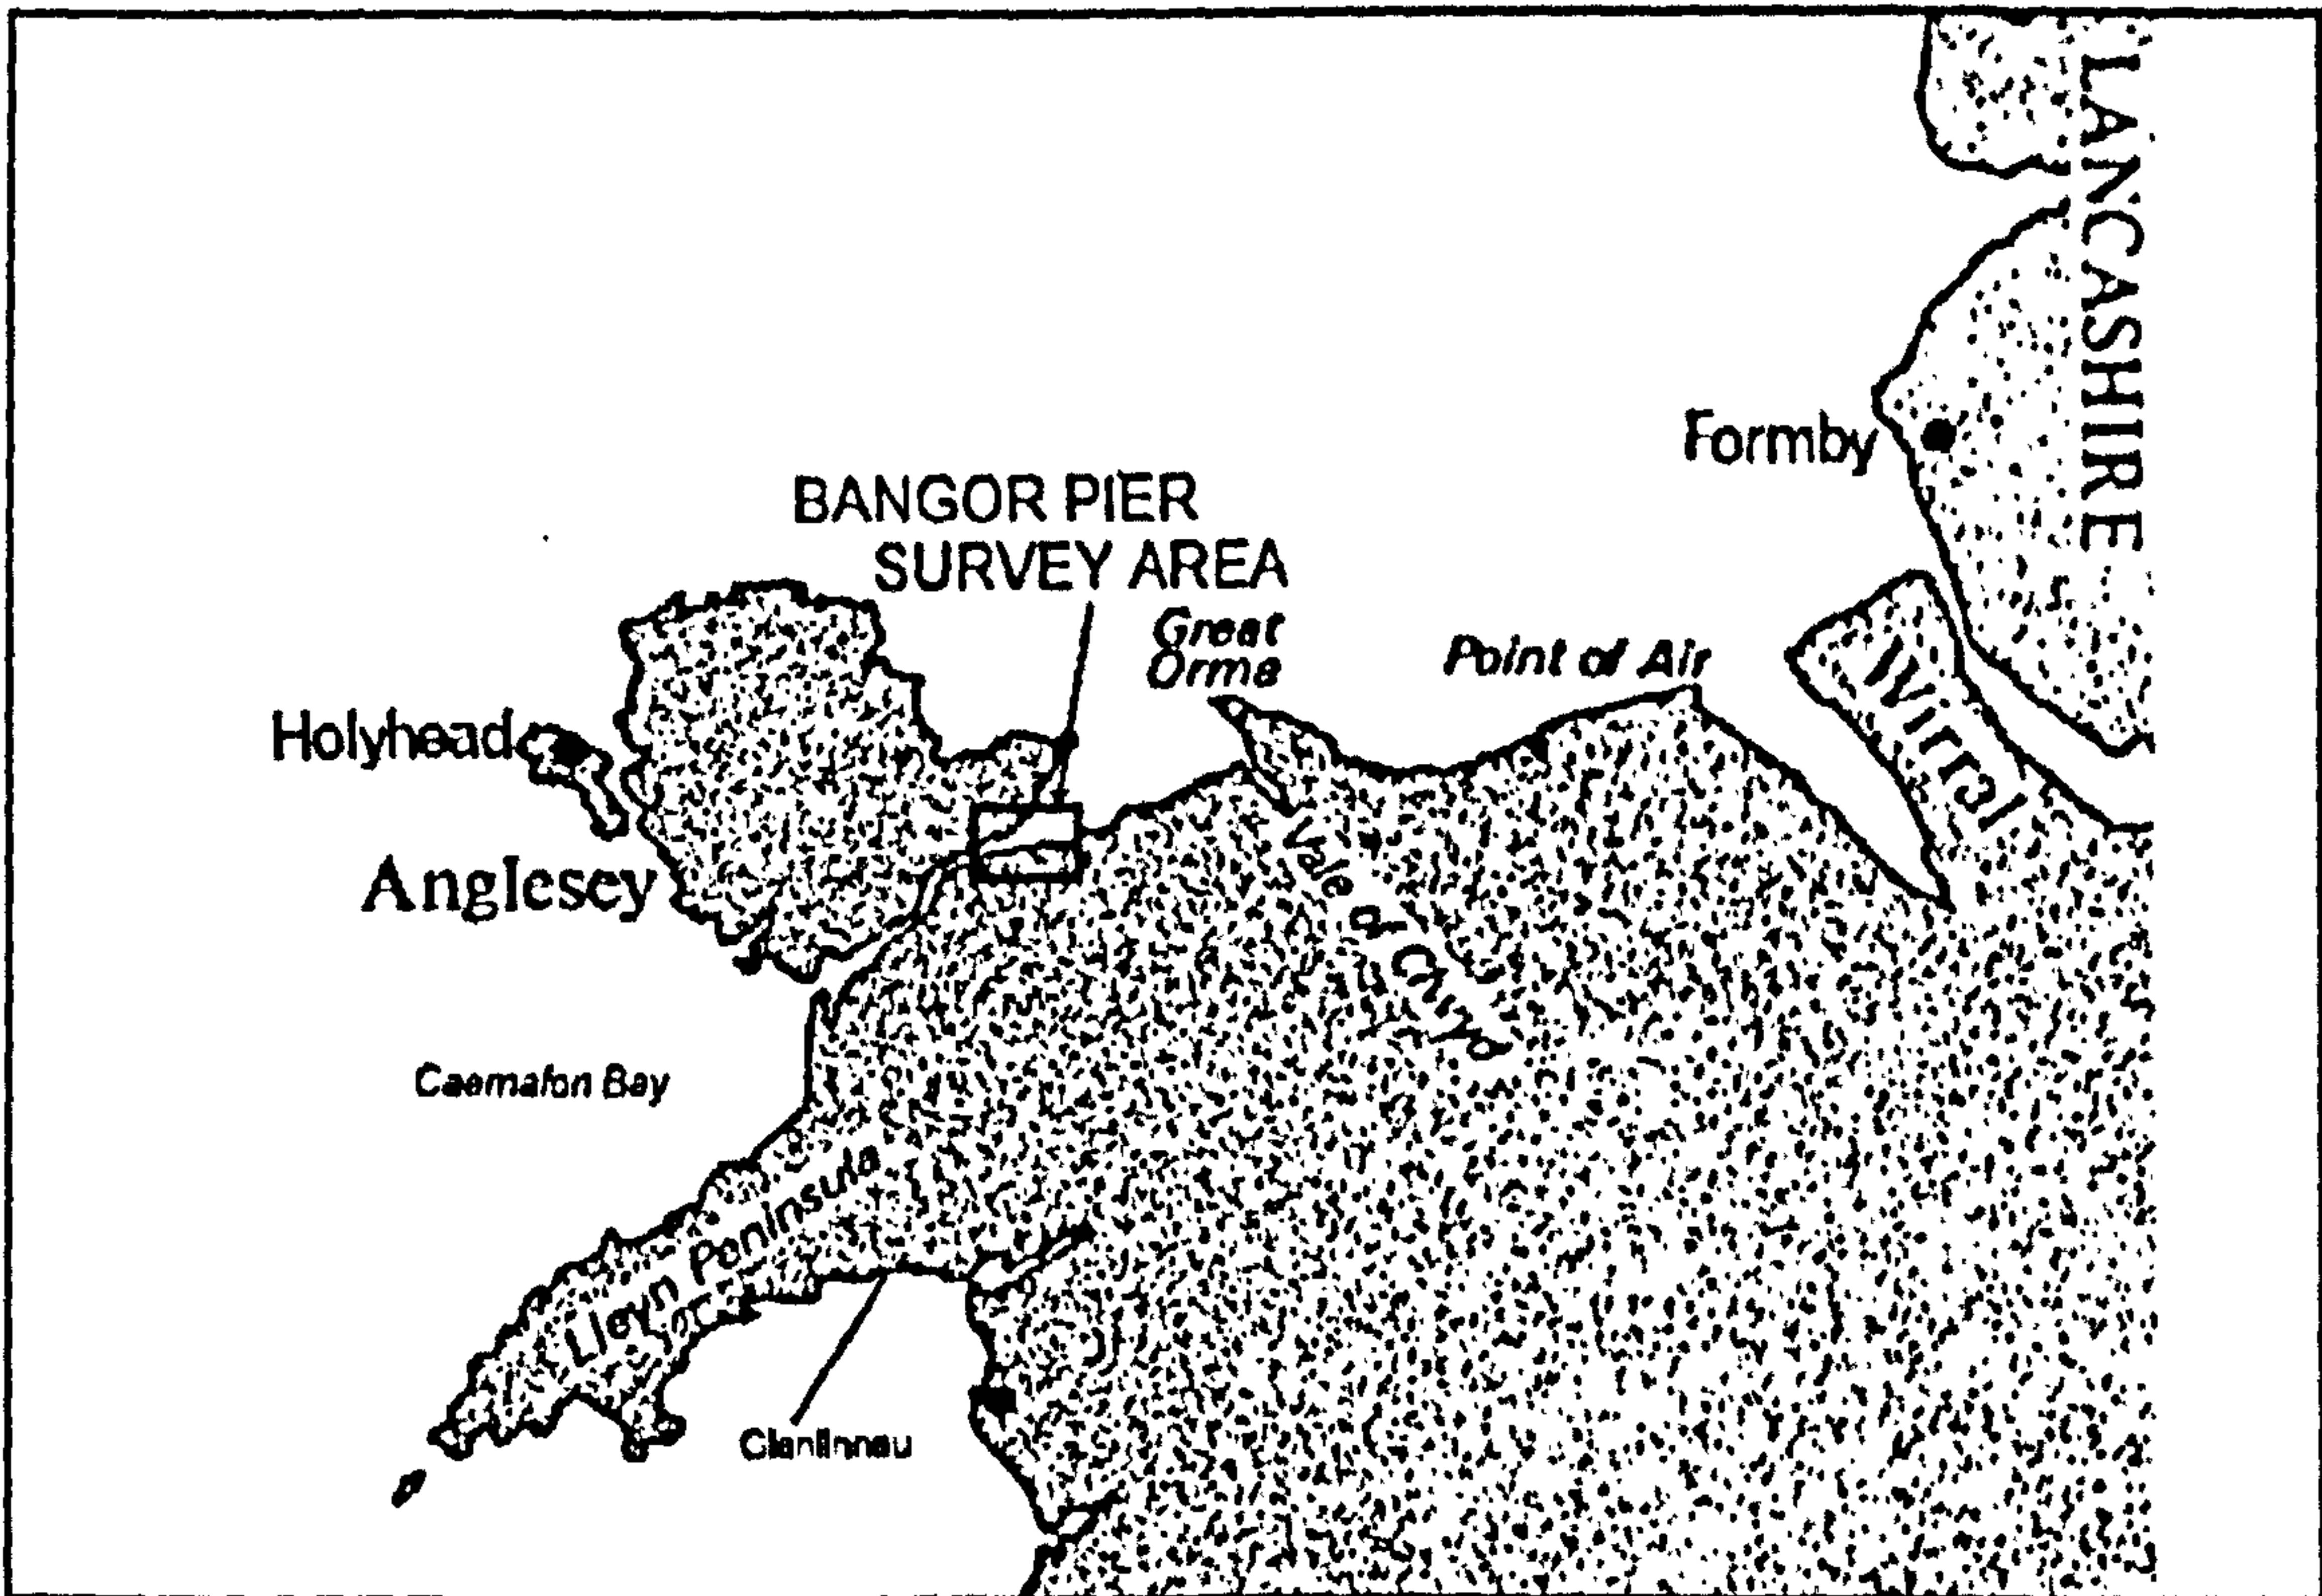 LANCASHIRE
Formby
BANGOR PIER
SURVEY AREA
Great
Orme
Point of Air
Wirral
Holyhead
Anglesey
Vale of Clwyd
Caernafon Bay
Lleyn Peninsula